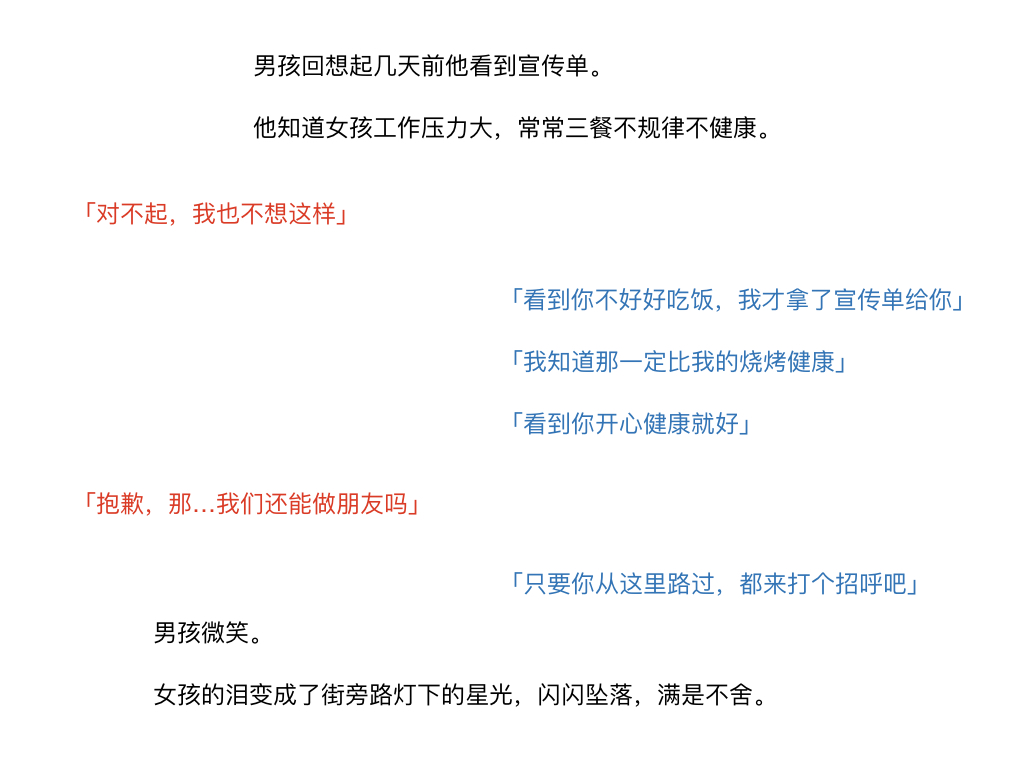 男孩回想起几天前他看到宣传单。
他知道女孩工作压力大，常常三餐不规律不健康。
「对不起，我也不想这样」
「看到你不好好吃饭，我才拿了宣传单给你」
「我知道那一定比我的烧烤健康」
「看到你开心健康就好」
「抱歉，那…我们还能做朋友吗」
「只要你从这里路过，都来打个招呼吧」
男孩微笑。
女孩的泪变成了街旁路灯下的星光，闪闪坠落，满是不舍。